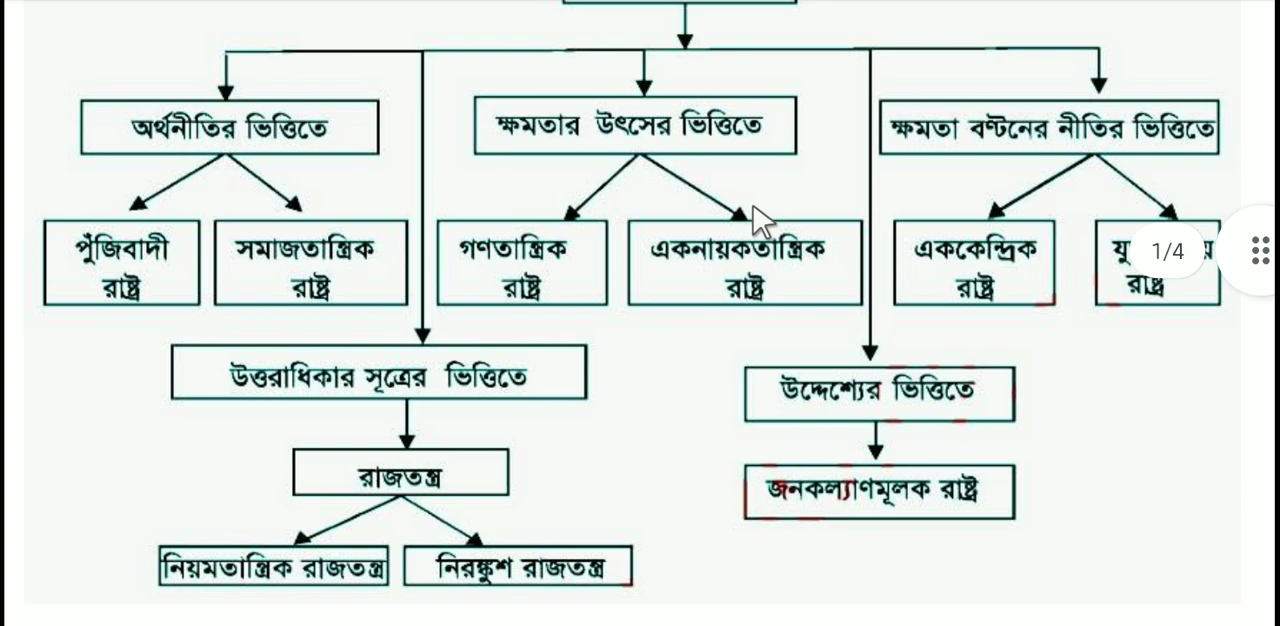 অর্থনীতির ভিত্তিতে
ক্ষমতার উৎসের ভিত্তিতে
ক্ষমতা বণ্টনের নীতির ভিত্তিতে
পুঁজিবাদী
রাষ্ট্র
সমাজতান্ত্রিক
রাষ্ট্র
গণতান্ত্রিক
রাষ্ট্র
একনায়কতান্ত্রিক
রাষ্ট্র
এককেন্দ্রিক
রাষ্ট্র
রাষ্ট্র
1/4
উত্তরাধিকার সূত্রের ভিত্তিতে
উদ্দেশ্যের ভিত্তিতে
রাজতন্ত্র
জনকল্যাণমূলক রাষ্ট্র
নিয়মতান্ত্রিক রাজতন্ত্র
নিরঙ্কুশ রাজতন্ত্র